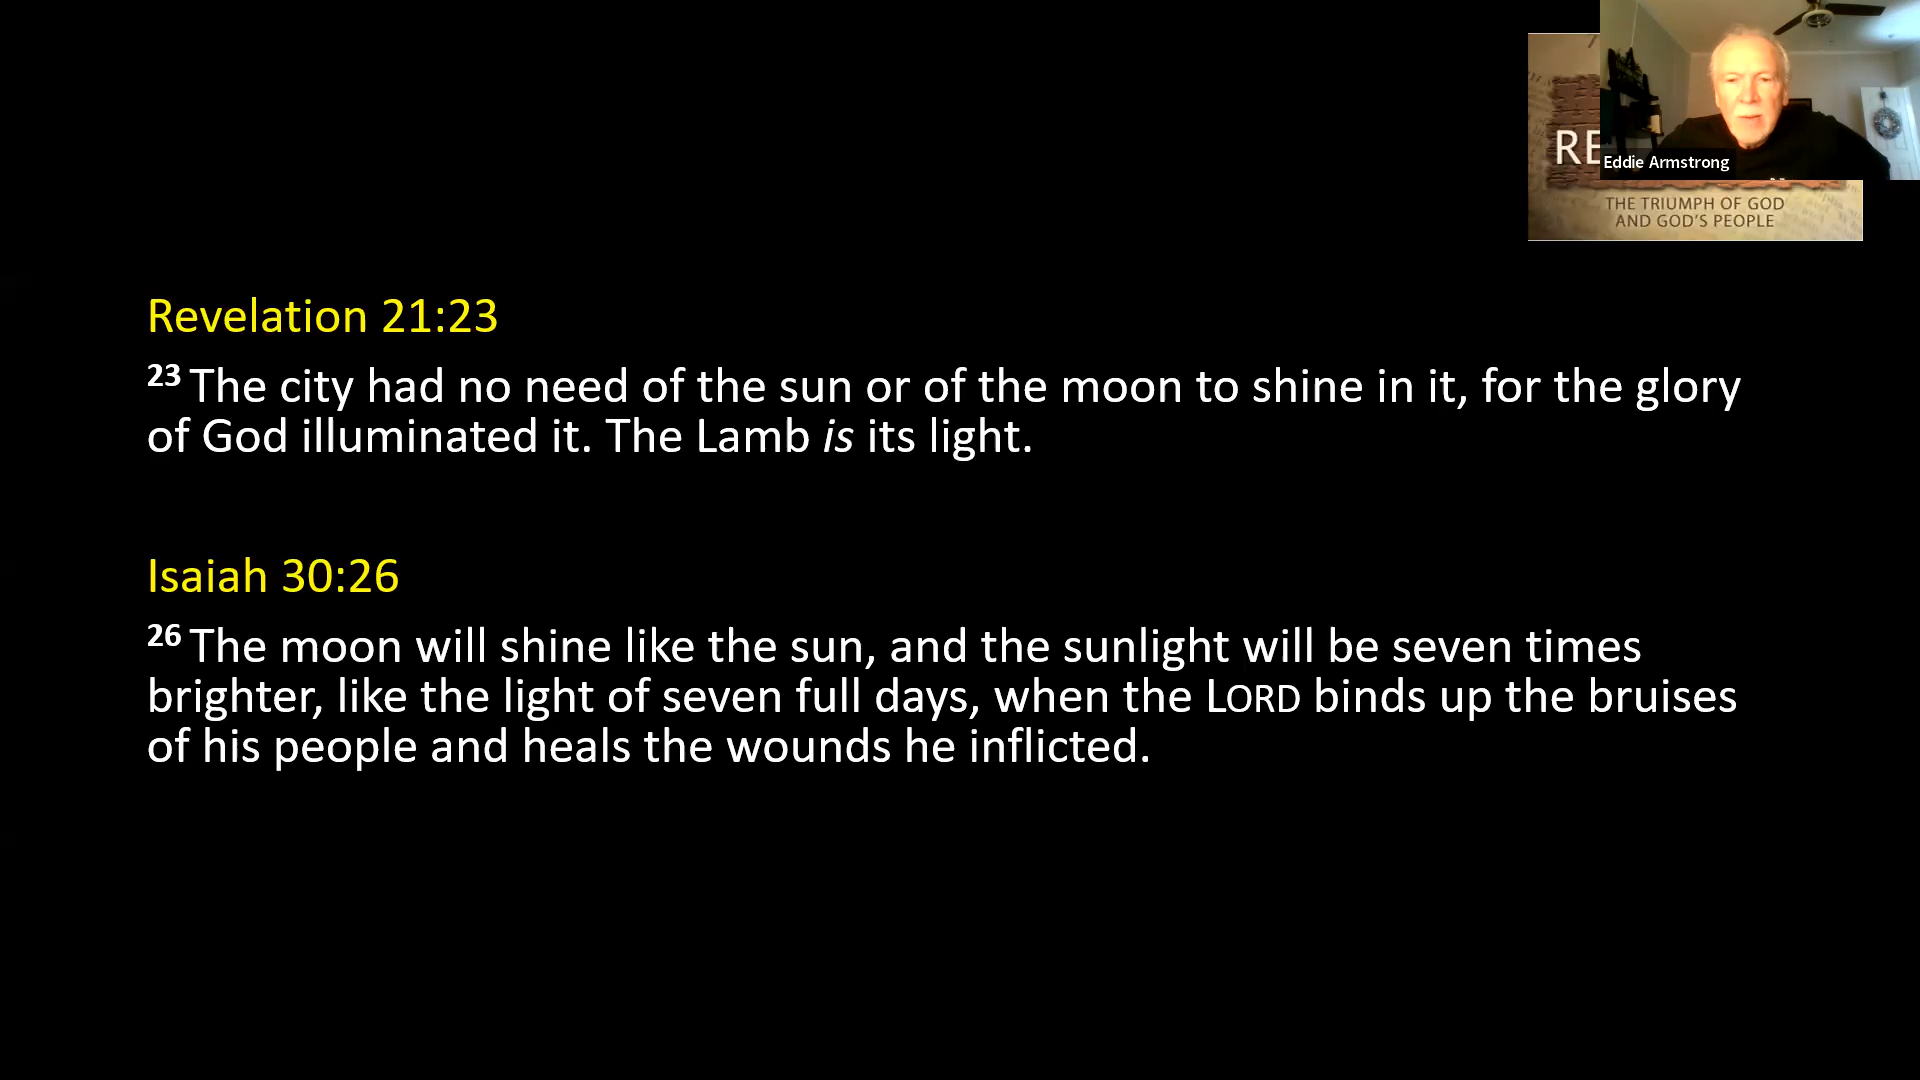 RE
Eddie Armstrong
THE TRIUMPH OF GOD
AND GOD'S PEOPLE
Revelation 21:23
23 The city had no need of the sun or of the moon to shine in it, for the glory
of God illuminated it. The Lamb is its light.
Isaiah 30:26
26 The moon will shine like the sun, and the sunlight will be seven times
brighter, like the light of seven full days, when the LORD binds up the bruises
of his people and heals the wounds he inflicted.